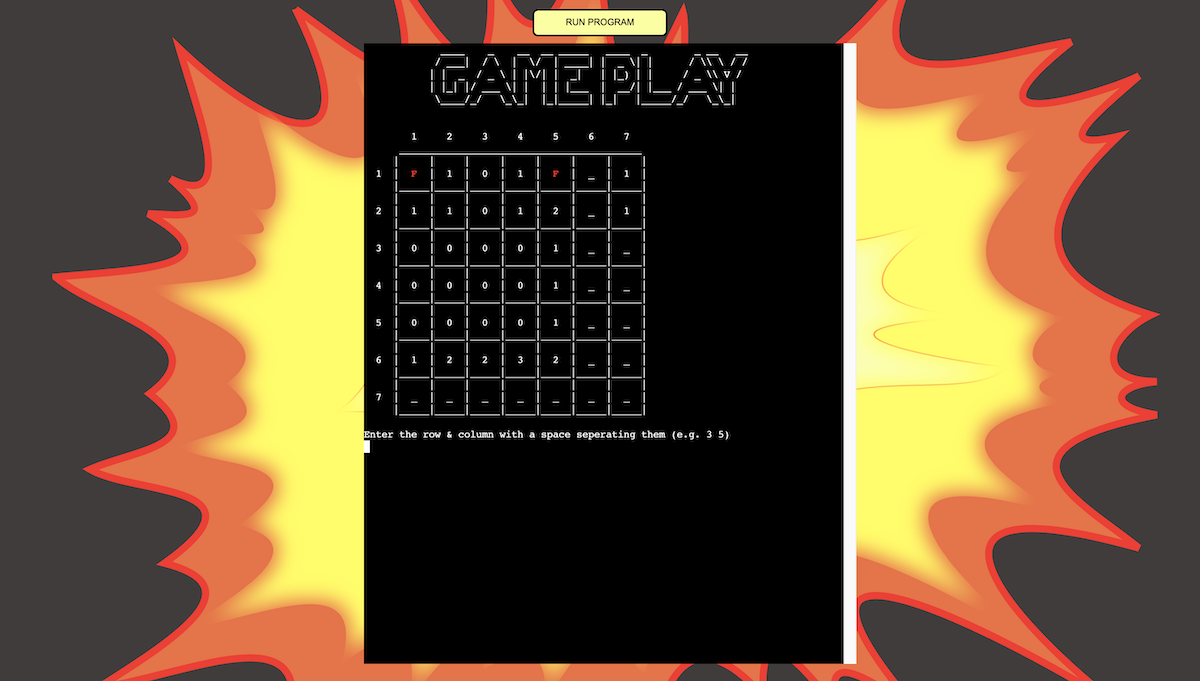 RUN PROGRAM
GAME PLAY
1 2 3 4 5 6 7
1 F 1 0 1 F _ 1
2 1 1 0 1 2 _ 1
3 0 0 0 0 1 _ _
4 0 0 0 0 1 _ _
5 0 0 0 0 1 _ _
6 1 2 2 3 2 _ _
7 _ _ _ _ _ _ _
Enter the row & column with a space seperating them (e.g. 3 5)